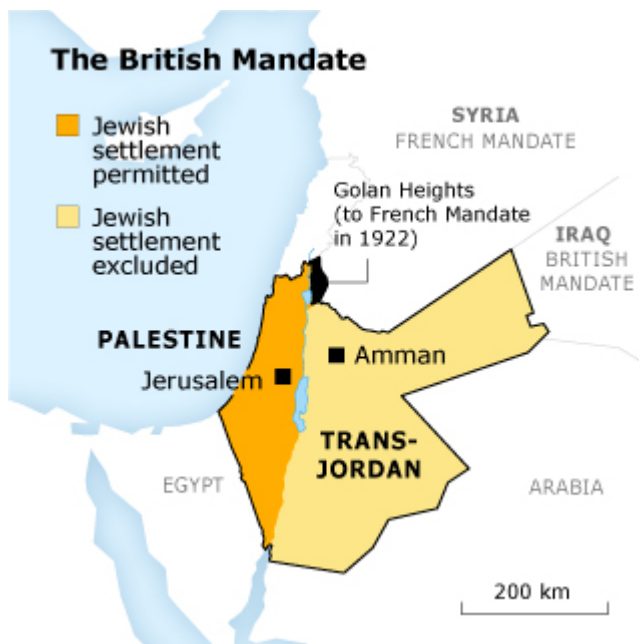 The British Mandate
Jewish
settlement
permitted
Jewish
settlement
excluded
SYRIA
FRENCH MANDATE
Golan Heights
(to French Mandate
in 1922)
IRAQ
BRITISH
MANDATE
PALESTINE
Jerusalem
Amman
TRANS-
JORDAN
EGYPT
ARABIA
200 km